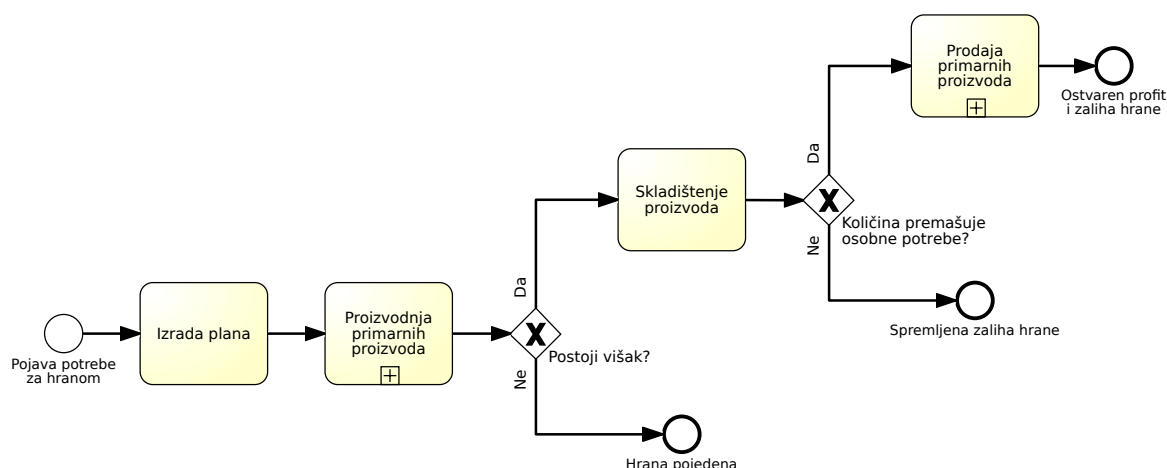 Pojava potrebe
za hranom
Izrada plana
Proizvodnja
primarnih
proizvoda
Postoji višak?
Da
Ne
Hrana pojedena
Skladištenje
proizvoda
Količina premašuje
osobne potrebe?
Da
Ne
Spremljena zaliha hrane
Prodaja
primarnih
proizvoda
Ostvaren profit
i zaliha hrane